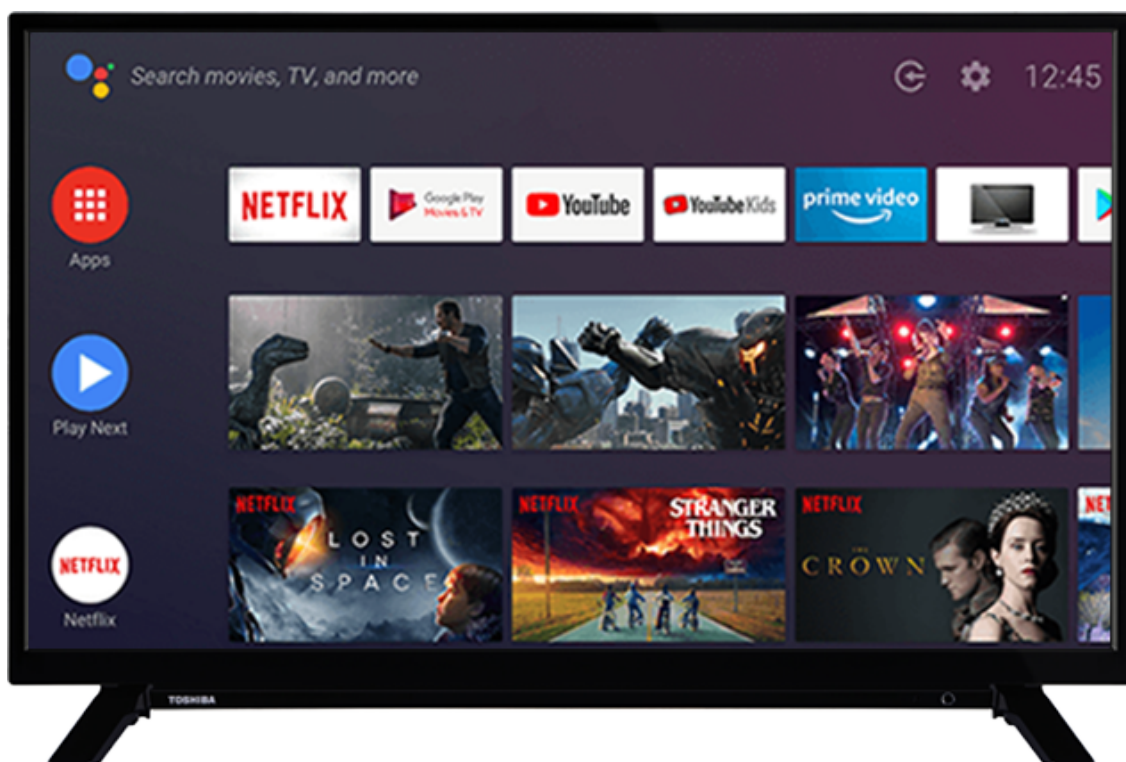 Search movies, TV, and more
12:45
NETFLIX
Google Play
Movies & TV
YouTube
YouTube Kids
prime video
Apps
Play Next
NETFLIX
LOST
IN
SPACE
NETFLIX
STRANGER
THINGS
NETFLIX
THE
CROWN
NET
NETFLIX
Netflix
TOSHIBA